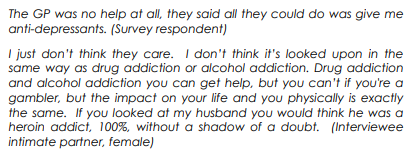 The GP was no help at all, they said all they could do was give me
anti-depressants. (Survey respondent)
I just don't think they care.   I don't think it's looked upon in the
same way as drug addiction or alcohol addiction. Drug addiction
and alcohol addiction you can get help, but you can't if you're a
gambler, but the impact on your life and you physically is exactly
the same.  If you looked at my husband you would think he was a
heroin addict, 100%, without a shadow of a doubt.  (Interviewee
intimate partner, female)